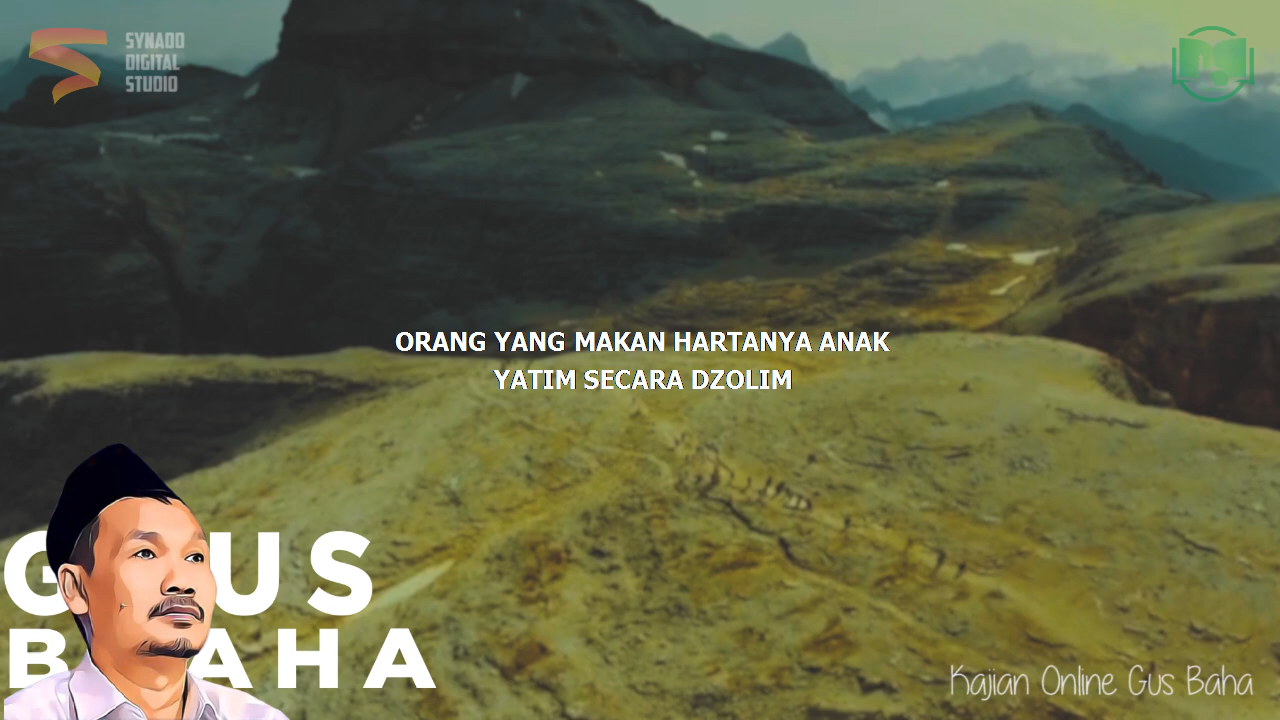 SYNADO
DIGITAL
STUDIO
ORANG YANG MAKAN HARTANYA ANAK
YATIM SECARA DZOLIM
GUS
BAHA
Kajian Online Gus Baha